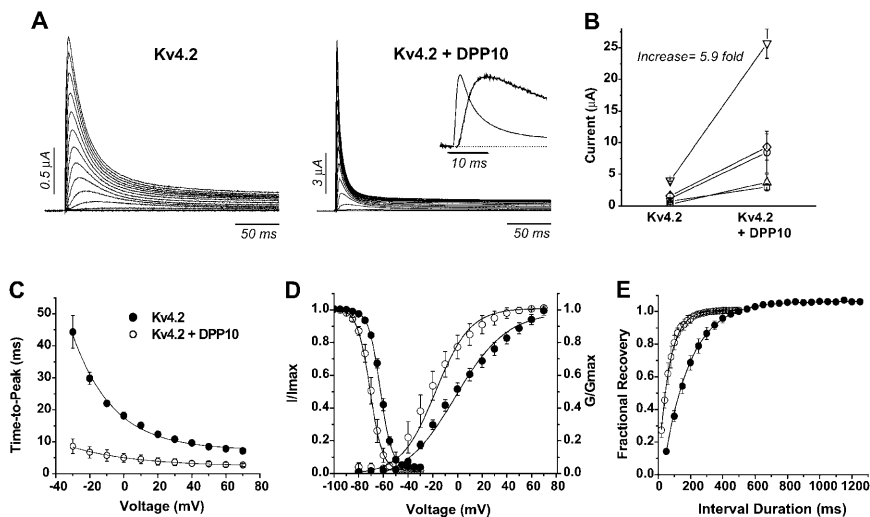 A
Kv4.2
0.5 µA
50 ms
Kv4.2 + DPP10
3 µA
10 ms
50 ms
B
Increase= 5.9 fold
Current (µA)
25
20
15
10
5
0
Kv4.2
Kv4.2
+ DPP10
C
Kv4.2
Kv4.2 + DPP10
Time-to-Peak (ms)
50
40
30
20
10
0
-40 -20 0 20 40 60 80
Voltage (mV)
D
I/Imax
1.0
0.8
0.6
0.4
0.2
0.0
-100 -80 -60 -40 -20 0 20 40 60 80
Voltage (mV)
G/Gmax
1.0
0.8
0.6
0.4
0.2
0.0
E
Fractional Recovery
1.0
0.8
0.6
0.4
0.2
0.0
0 200 400 600 800 1000 1200
Interval Duration (ms)